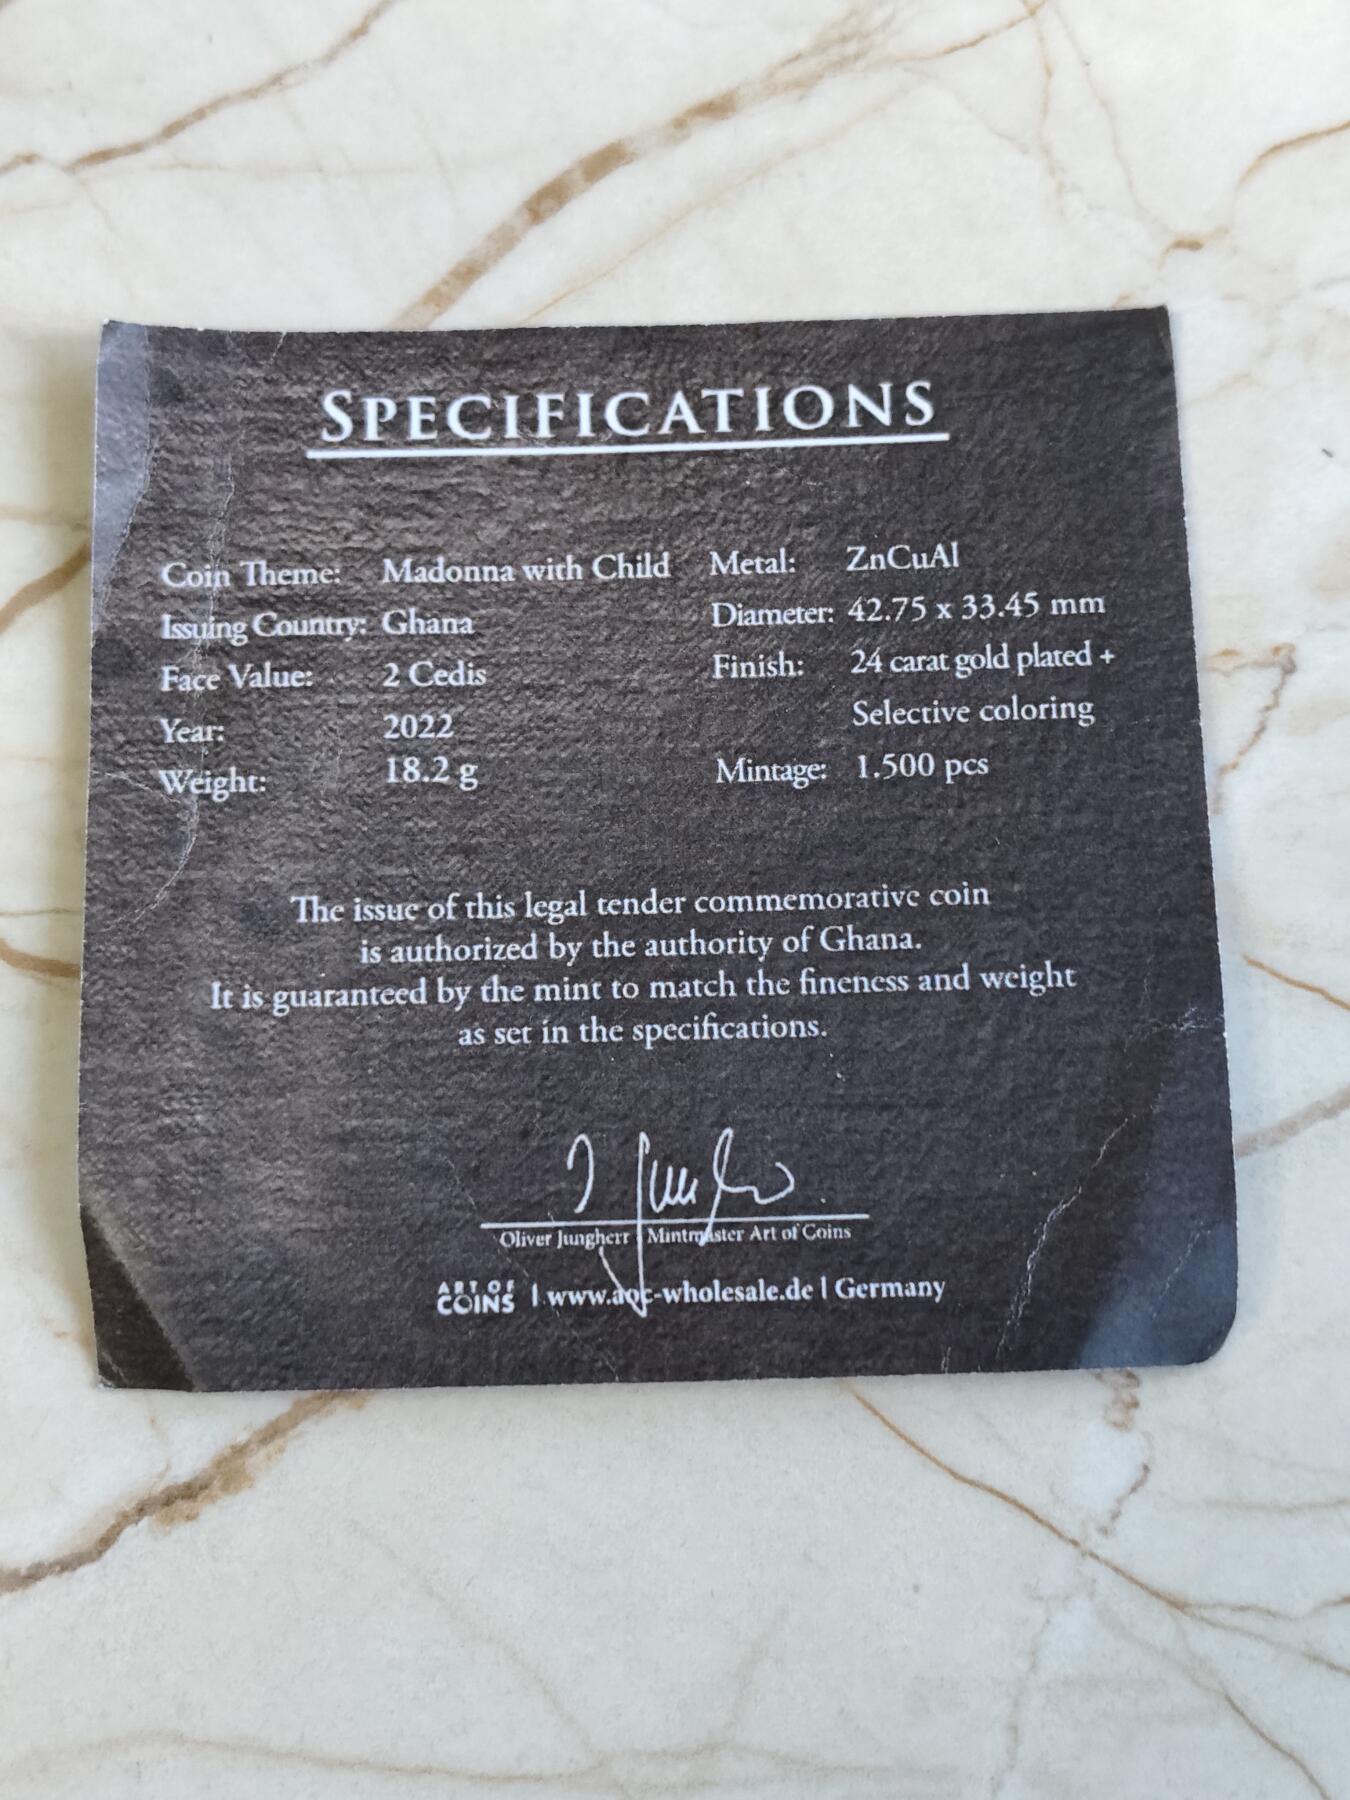 SPECIFICATIONS
Coin Theme: Madonna with Child
Issuing Country: Ghana
Face Value: 2 Cedis
Year: 2022
Weight: 18.2 g
Metal: ZnCuAl
Diameter: 42.75 x 33.45 mm
Finish: 24 carat gold plated +
Selective coloring
Mintage: 1.500 pcs
The issue of this legal tender commemorative coin
is authorized by the authority of Ghana.
It is guaranteed by the mint to match the fineness and weight
as set in the specifications.
Oliver Jungherr | Mintmaster Art of Coins
ART OF
COINS | www.aoc-wholesale.de | Germany